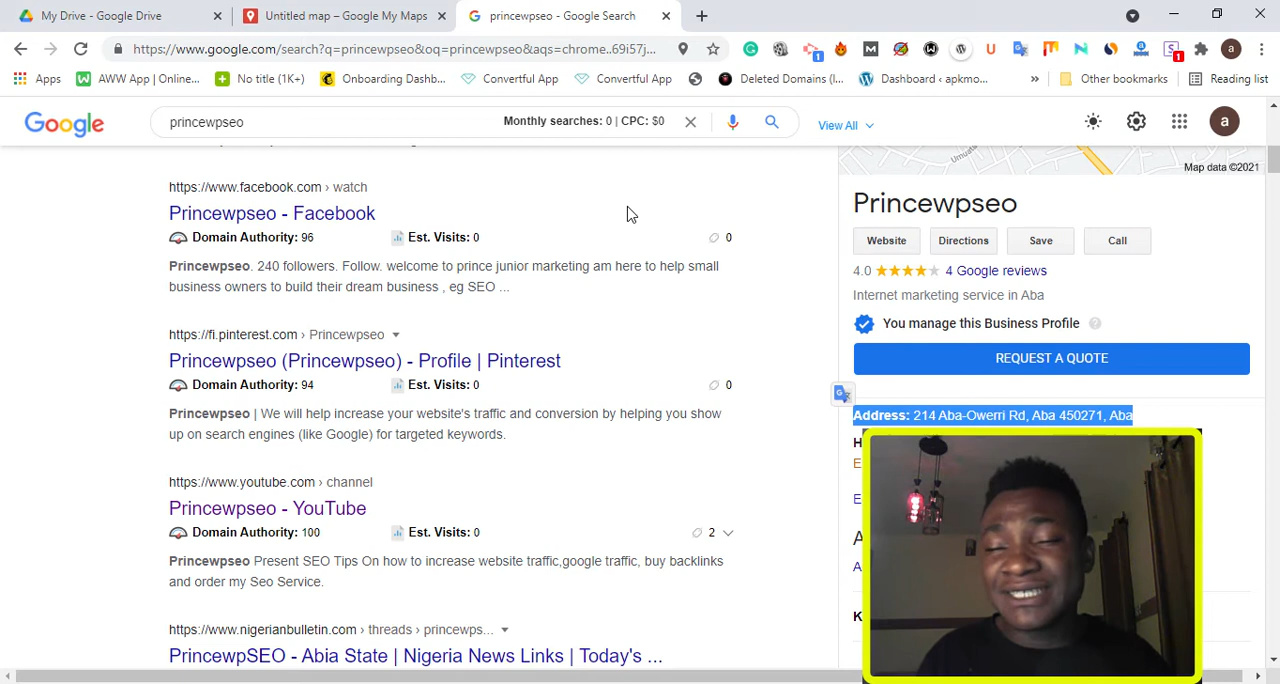 My Drive - Google Drive
Untitled map – Google My Maps
princewpseo - Google Search
https://www.google.com/search?q=princewpseo&oq=princewpseo&aqs=chrome..69i57j...
1
1
a
Apps
AWW App | Online...
No title (1K+)
Onboarding Dashb...
Convertful App
Convertful App
Deleted Domains (l...
Dashboard ‹ apkmo...
»
Other bookmarks
Reading list
Google
princewpseo
Monthly searches: 0 | CPC: $0
View All
a
https://www.facebook.com › watch
Princewpseo - Facebook
Domain Authority: 96
Est. Visits: 0
0
Princewpseo. 240 followers. Follow. welcome to prince junior marketing am here to help small
business owners to build their dream business , eg SEO ...
https://fi.pinterest.com › Princewpseo
Princewpseo (Princewpseo) - Profile | Pinterest
Domain Authority: 94
Est. Visits: 0
0
Princewpseo | We will help increase your website's traffic and conversion by helping you show
up on search engines (like Google) for targeted keywords.
https://www.youtube.com › channel
Princewpseo - YouTube
Domain Authority: 100
Est. Visits: 0
2
Princewpseo Present SEO Tips On how to increase website traffic,google traffic, buy backlinks
and order my Seo Service.
https://www.nigerianbulletin.com › threads › princewps...
PrincewpSEO - Abia State | Nigeria News Links | Today's ...
Umuata
Map data ©2021
Princewpseo
Website
Directions
Save
Call
4.0
4 Google reviews
Internet marketing service in Aba
You manage this Business Profile
REQUEST A QUOTE
Address: 214 Aba-Owerri Rd, Aba 450271, Aba